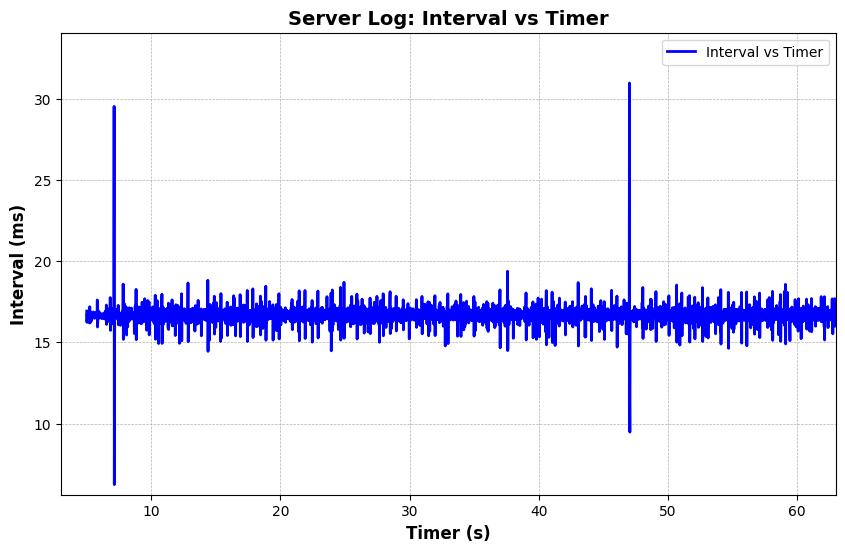 Server Log: Interval vs Timer
Interval vs Timer
30
25
20
15
10
Interval (ms)
10 20 30 40 50 60
Timer (s)